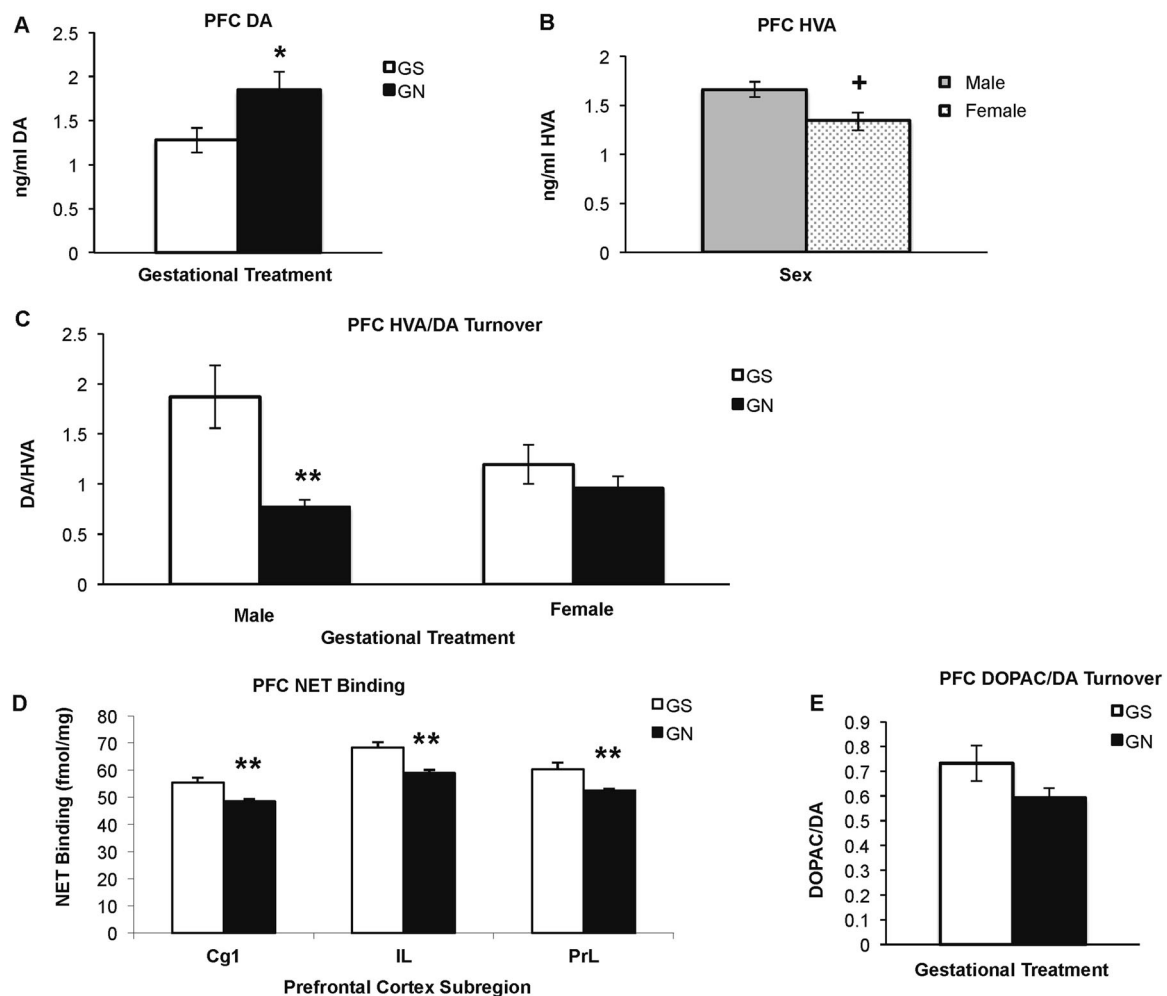 A
PFC DA
2.5
2
1.5
1
0.5
0
ng/ml DA
*
GS
GN
Gestational Treatment
B
PFC HVA
2
1.5
1
0.5
0
ng/ml HVA
+
Male
Female
Sex
C
PFC HVA/DA Turnover
2.5
2
1.5
1
0.5
0
DA/HVA
**
GS
GN
Male
Female
Gestational Treatment
D
PFC NET Binding
80
70
60
50
40
30
20
10
0
NET Binding (fmol/mg)
**
**
**
GS
GN
Cg1
IL
PrL
Prefrontal Cortex Subregion
E
PFC DOPAC/DA Turnover
0.9
0.8
0.7
0.6
0.5
0.4
0.3
0.2
0.1
0
DOPAC/DA
GS
GN
Gestational Treatment